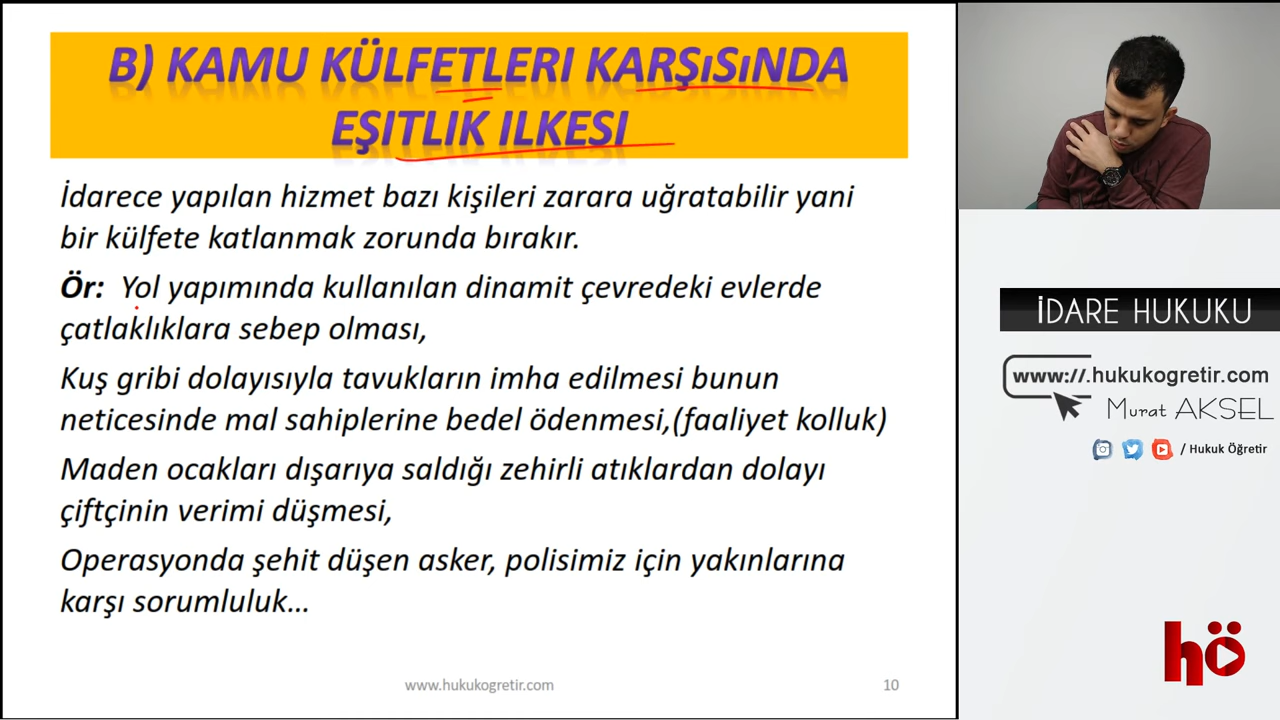 B) KAMU KÜLFETLERI KARŞıSıNDA
EŞITLIK ILKESI
İdarece yapılan hizmet bazı kişileri zarara uğratabilir yani
bir külfete katlanmak zorunda bırakır.
Ör: Yol yapımında kullanılan dinamit çevredeki evlerde
çatlaklıklara sebep olması,
Kuş gribi dolayısıyla tavukların imha edilmesi bunun
neticesinde mal sahiplerine bedel ödenmesi,(faaliyet kolluk)
Maden ocakları dışarıya saldığı zehirli atıklardan dolayı
çiftçinin verimi düşmesi,
Operasyonda şehit düşen asker, polisimiz için yakınlarına
karşı sorumluluk...
www.hukukogretir.com
10
İDARE HUKUKU
www://.hukukogretir.com
Murat AKSEL
/ Hukuk Öğretir
hö